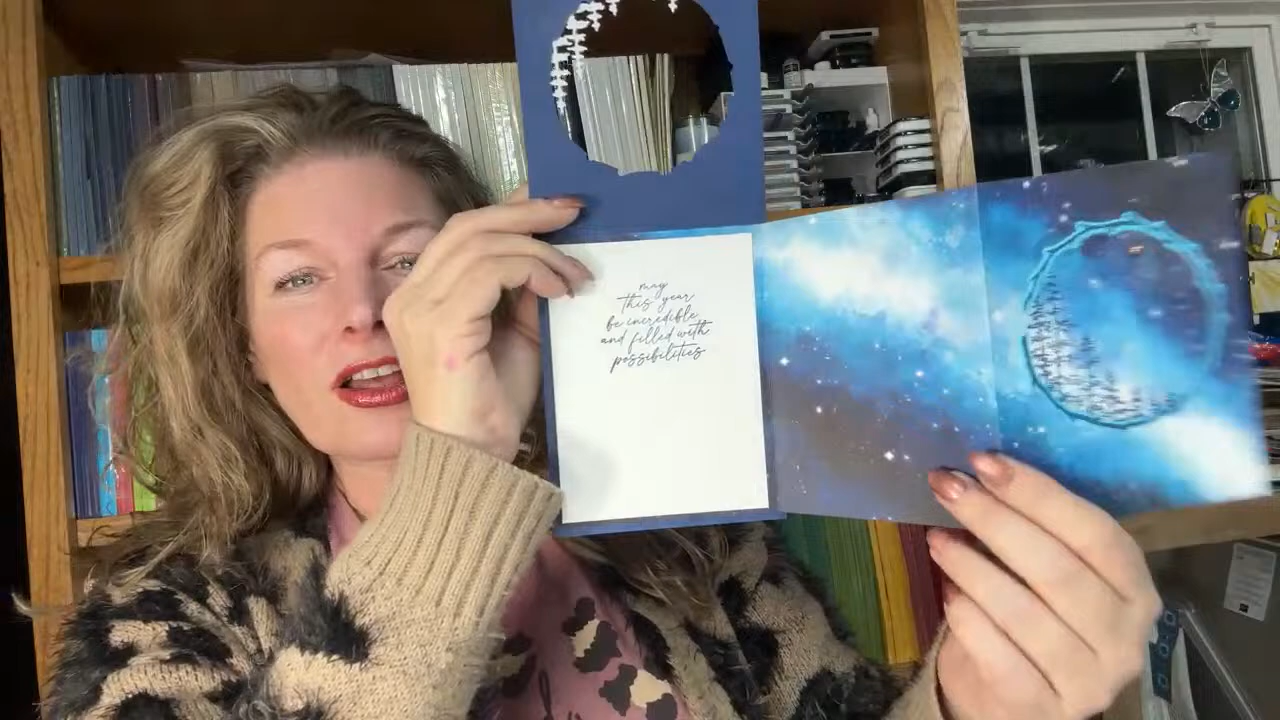 may
this year
be incredible
and filled with
possibilities